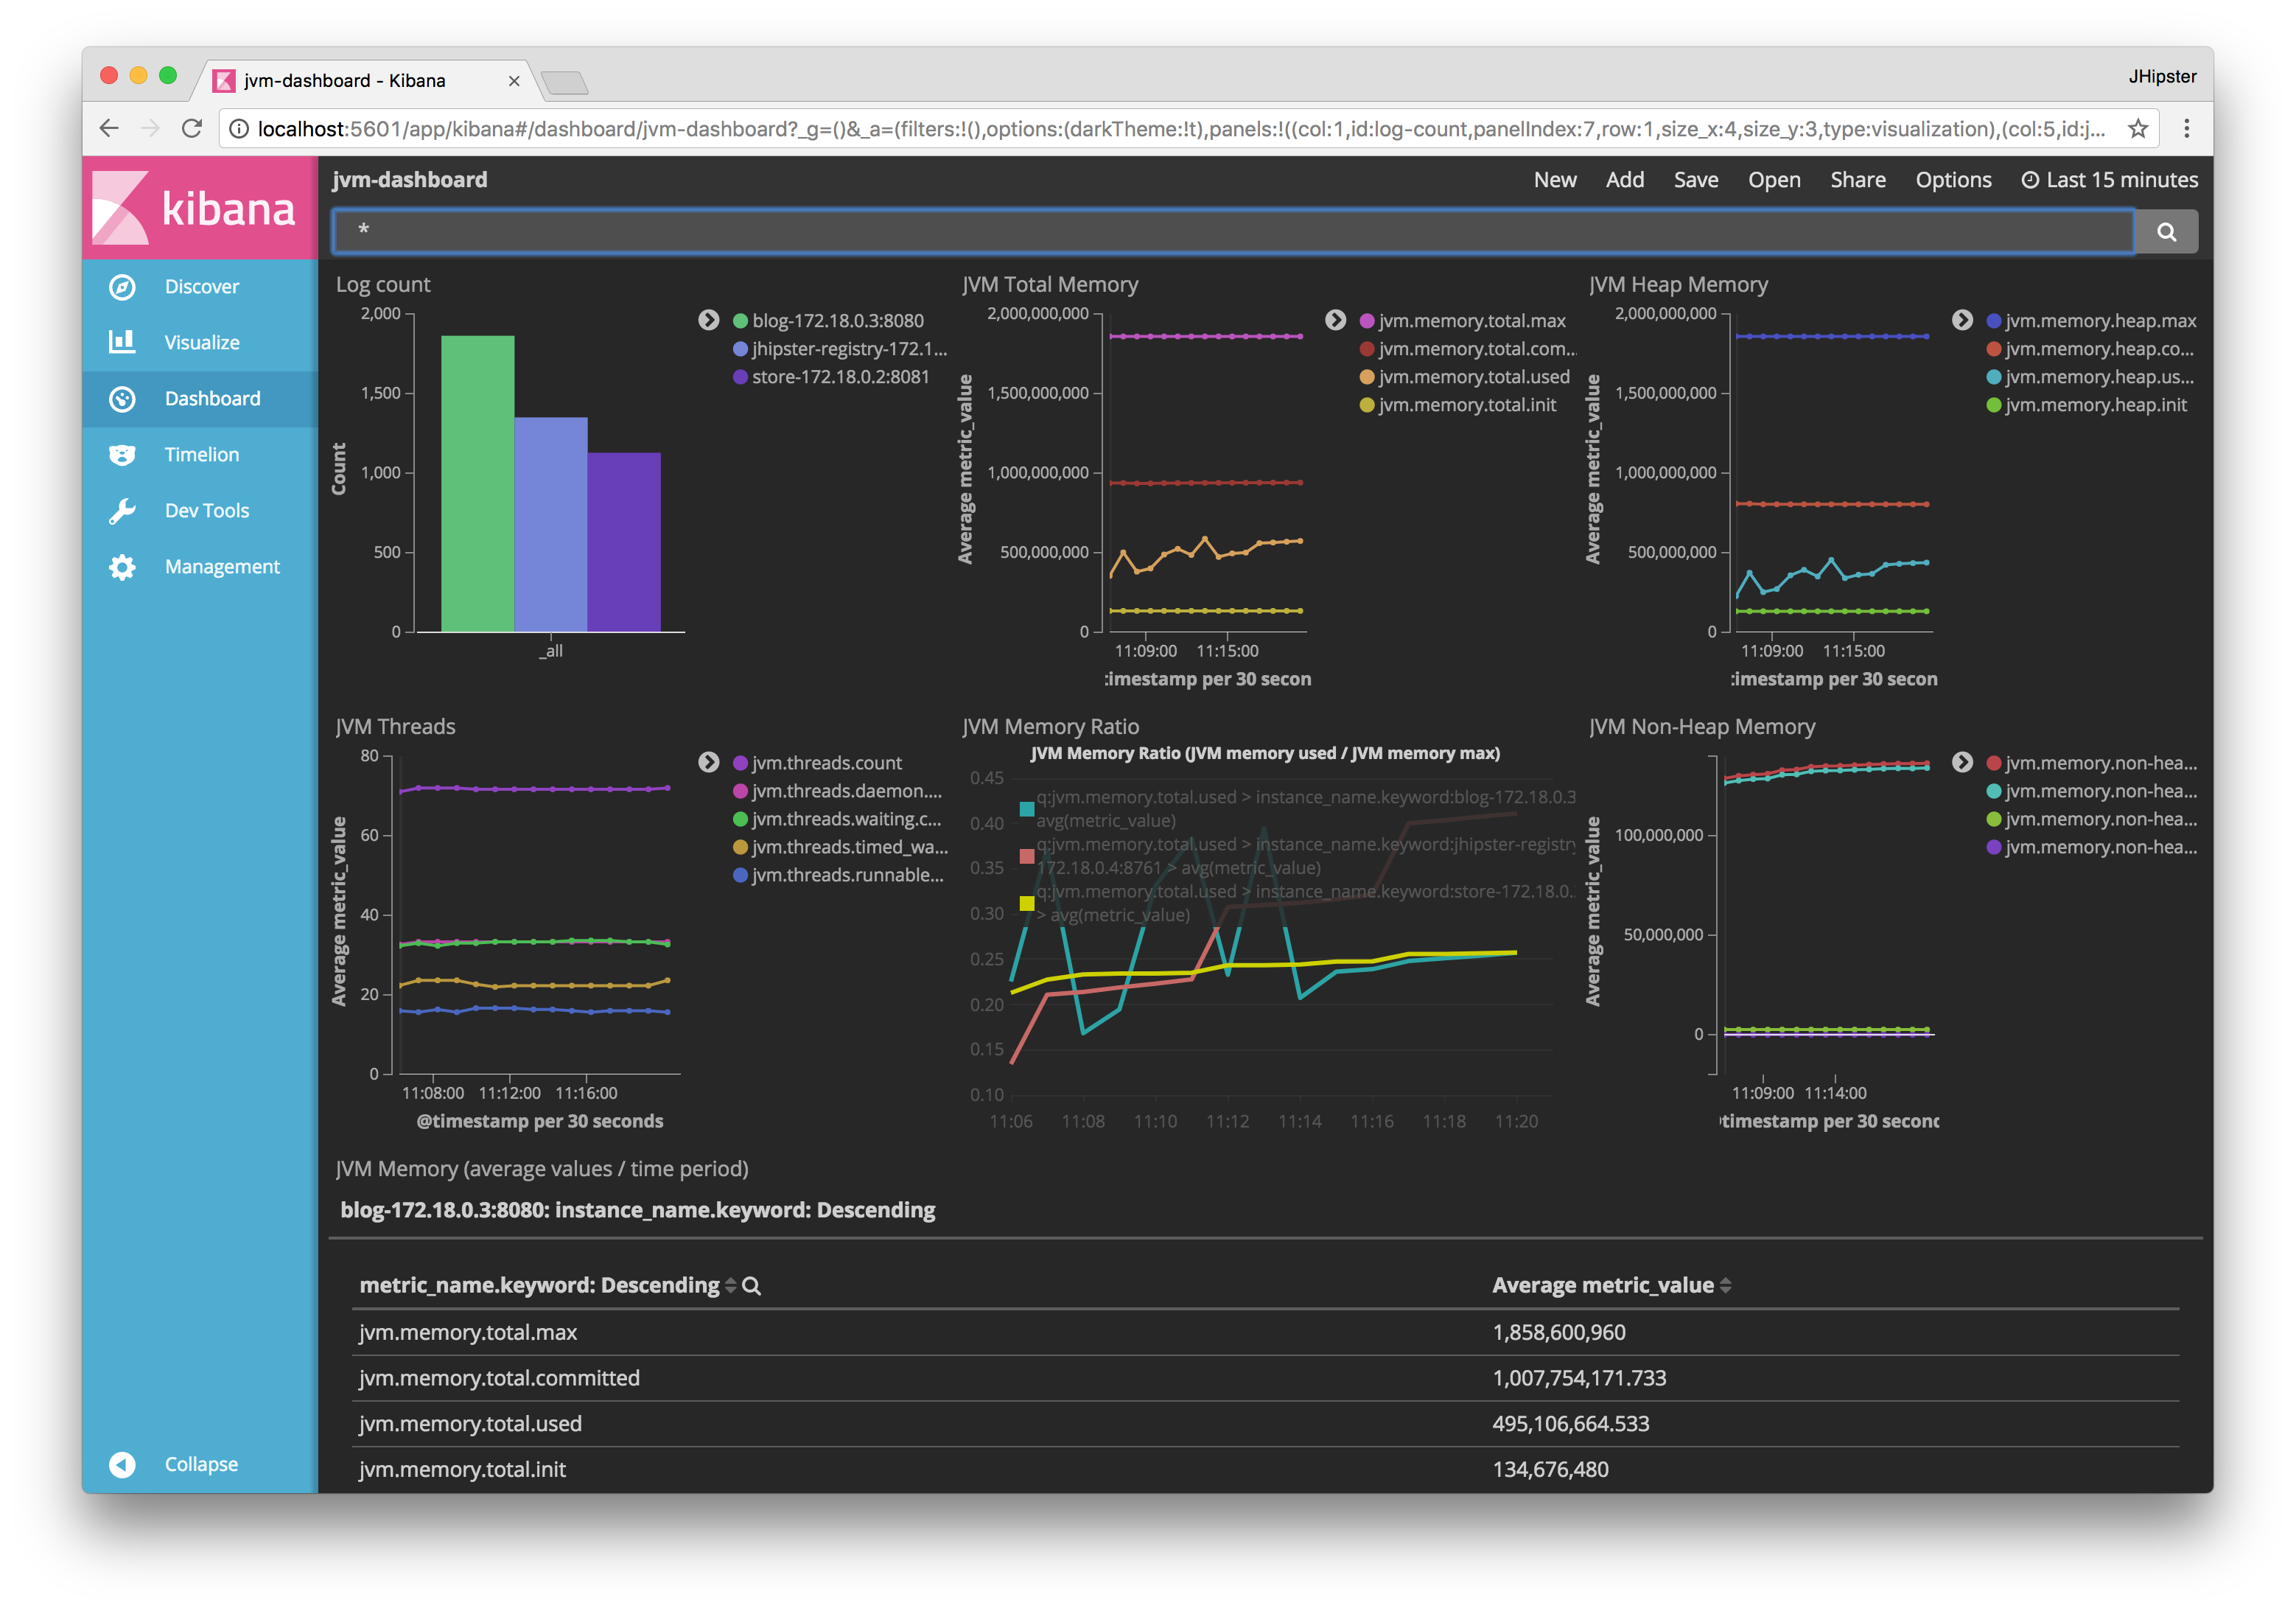 jvm-dashboard - Kibana
JHipster
localhost:5601/app/kibana#/dashboard/jvm-dashboard?_g=()&_a=(filters:!(),options:(darkTheme:!t),panels:!((col:1,id:log-count,panelIndex:7,row:1,size_x:4,size_y:3,type:visualization),(col:5,id:j...
kibana
Discover
Visualize
Dashboard
Timelion
Dev Tools
Management
Collapse
jvm-dashboard
New Add Save Open Share Options Last 15 minutes
*
Log count
2,000
1,500
1,000
500
0
Count
_all
blog-172.18.0.3:8080
jhipster-registry-172.1...
store-172.18.0.2:8081
JVM Total Memory
2,000,000,000
1,500,000,000
1,000,000,000
500,000,000
0
Average metric_value
11:09:00 11:15:00
timestamp per 30 secon
jvm.memory.total.max
jvm.memory.total.com...
jvm.memory.total.used
jvm.memory.total.init
JVM Heap Memory
2,000,000,000
1,500,000,000
1,000,000,000
500,000,000
0
Average metric_value
11:09:00 11:15:00
timestamp per 30 secon
jvm.memory.heap.max
jvm.memory.heap.co...
jvm.memory.heap.us...
jvm.memory.heap.init
JVM Threads
80
60
40
20
0
Average metric_value
11:08:00 11:12:00 11:16:00
@timestamp per 30 seconds
jvm.threads.count
jvm.threads.daemon....
jvm.threads.waiting.c...
jvm.threads.timed_wa...
jvm.threads.runnable...
JVM Memory Ratio
JVM Memory Ratio (JVM memory used / JVM memory max)
0.45
0.40
0.35
0.30
0.25
0.20
0.15
0.10
q:jvm.memory.total.used > instance_name.keyword:blog-172.18.0.3
avg(metric_value)
q:jvm.memory.total.used > instance_name.keyword:jhipster-registry
172.18.0.4:8761 > avg(metric_value)
q:jvm.memory.total.used > instance_name.keyword:store-172.18.0.
> avg(metric_value)
11:06 11:08 11:10 11:12 11:14 11:16 11:18 11:20
JVM Non-Heap Memory
100,000,000
50,000,000
0
Average metric_value
11:09:00 11:14:00
timestamp per 30 second
jvm.memory.non-hea...
jvm.memory.non-hea...
jvm.memory.non-hea...
jvm.memory.non-hea...
JVM Memory (average values / time period)
blog-172.18.0.3:8080: instance_name.keyword: Descending
metric_name.keyword: Descending Average metric_value
jvm.memory.total.max 1,858,600,960
jvm.memory.total.committed 1,007,754,171.733
jvm.memory.total.used 495,106,664.533
jvm.memory.total.init 134,676,480